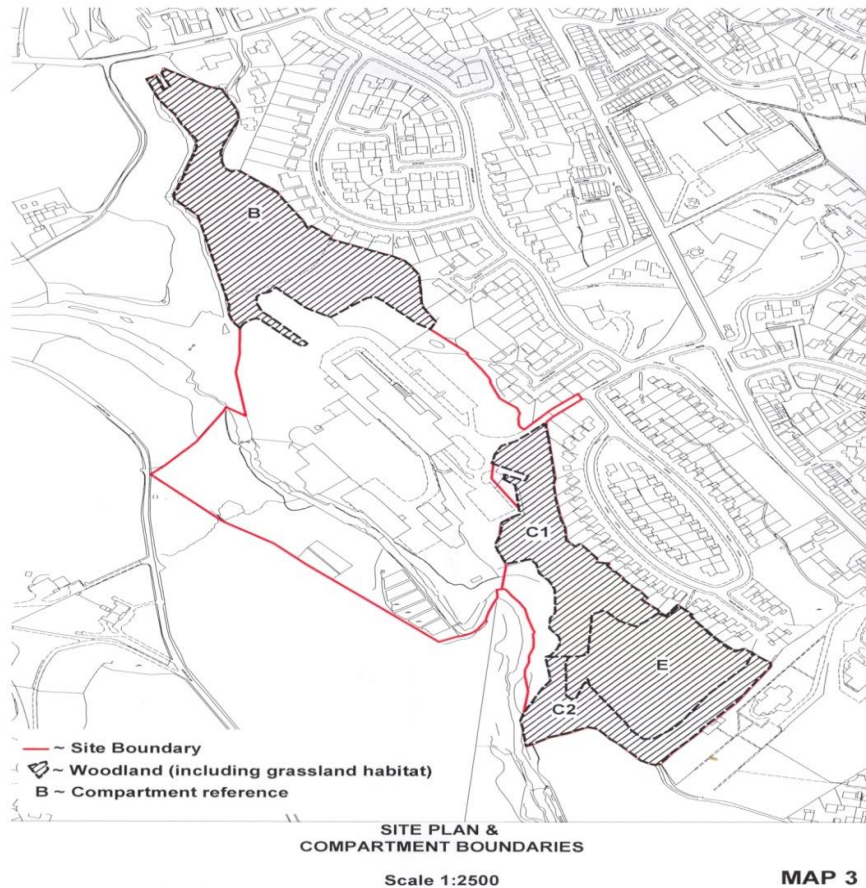 B
C1
E
C2
~ Site Boundary
~ Woodland (including grassland habitat)
B ~ Compartment reference
SITE PLAN &
COMPARTMENT BOUNDARIES
Scale 1:2500
MAP 3